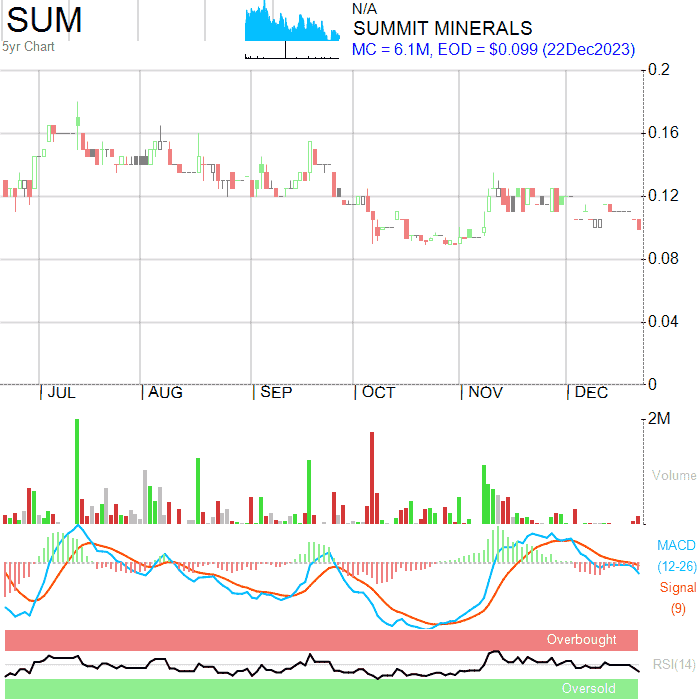 SUM
5yr Chart
N/A
SUMMIT MINERALS
MC = 6.1M, EOD = $0.099 (22Dec2023)
0.2
0.16
0.12
0.08
0.04
0
JUL AUG SEP OCT NOV DEC
2M
Volume
MACD
(12-26)
Signal
(9)
Overbought
RSI(14)
Oversold